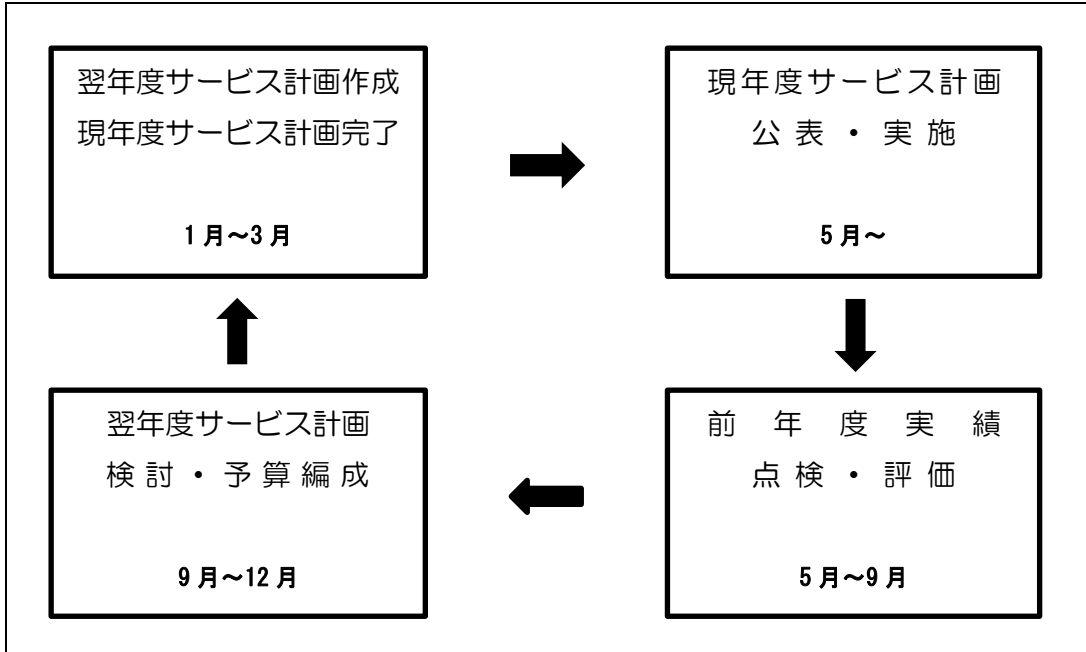 翌年度サービス計画作成
現年度サービス計画完了
1月～3月
現年度サービス計画
公表・実施
5月～
翌年度サービス計画
検討・予算編成
9月～12月
前年度実績
点検・評価
5月～9月